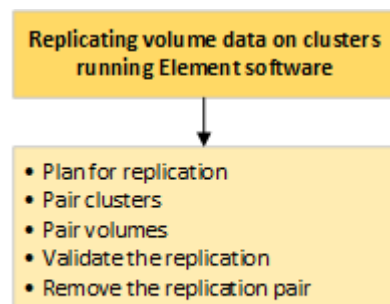 Replicating volume data on clusters
running Element software
• Plan for replication
• Pair clusters
• Pair volumes
• Validate the replication
• Remove the replication pair